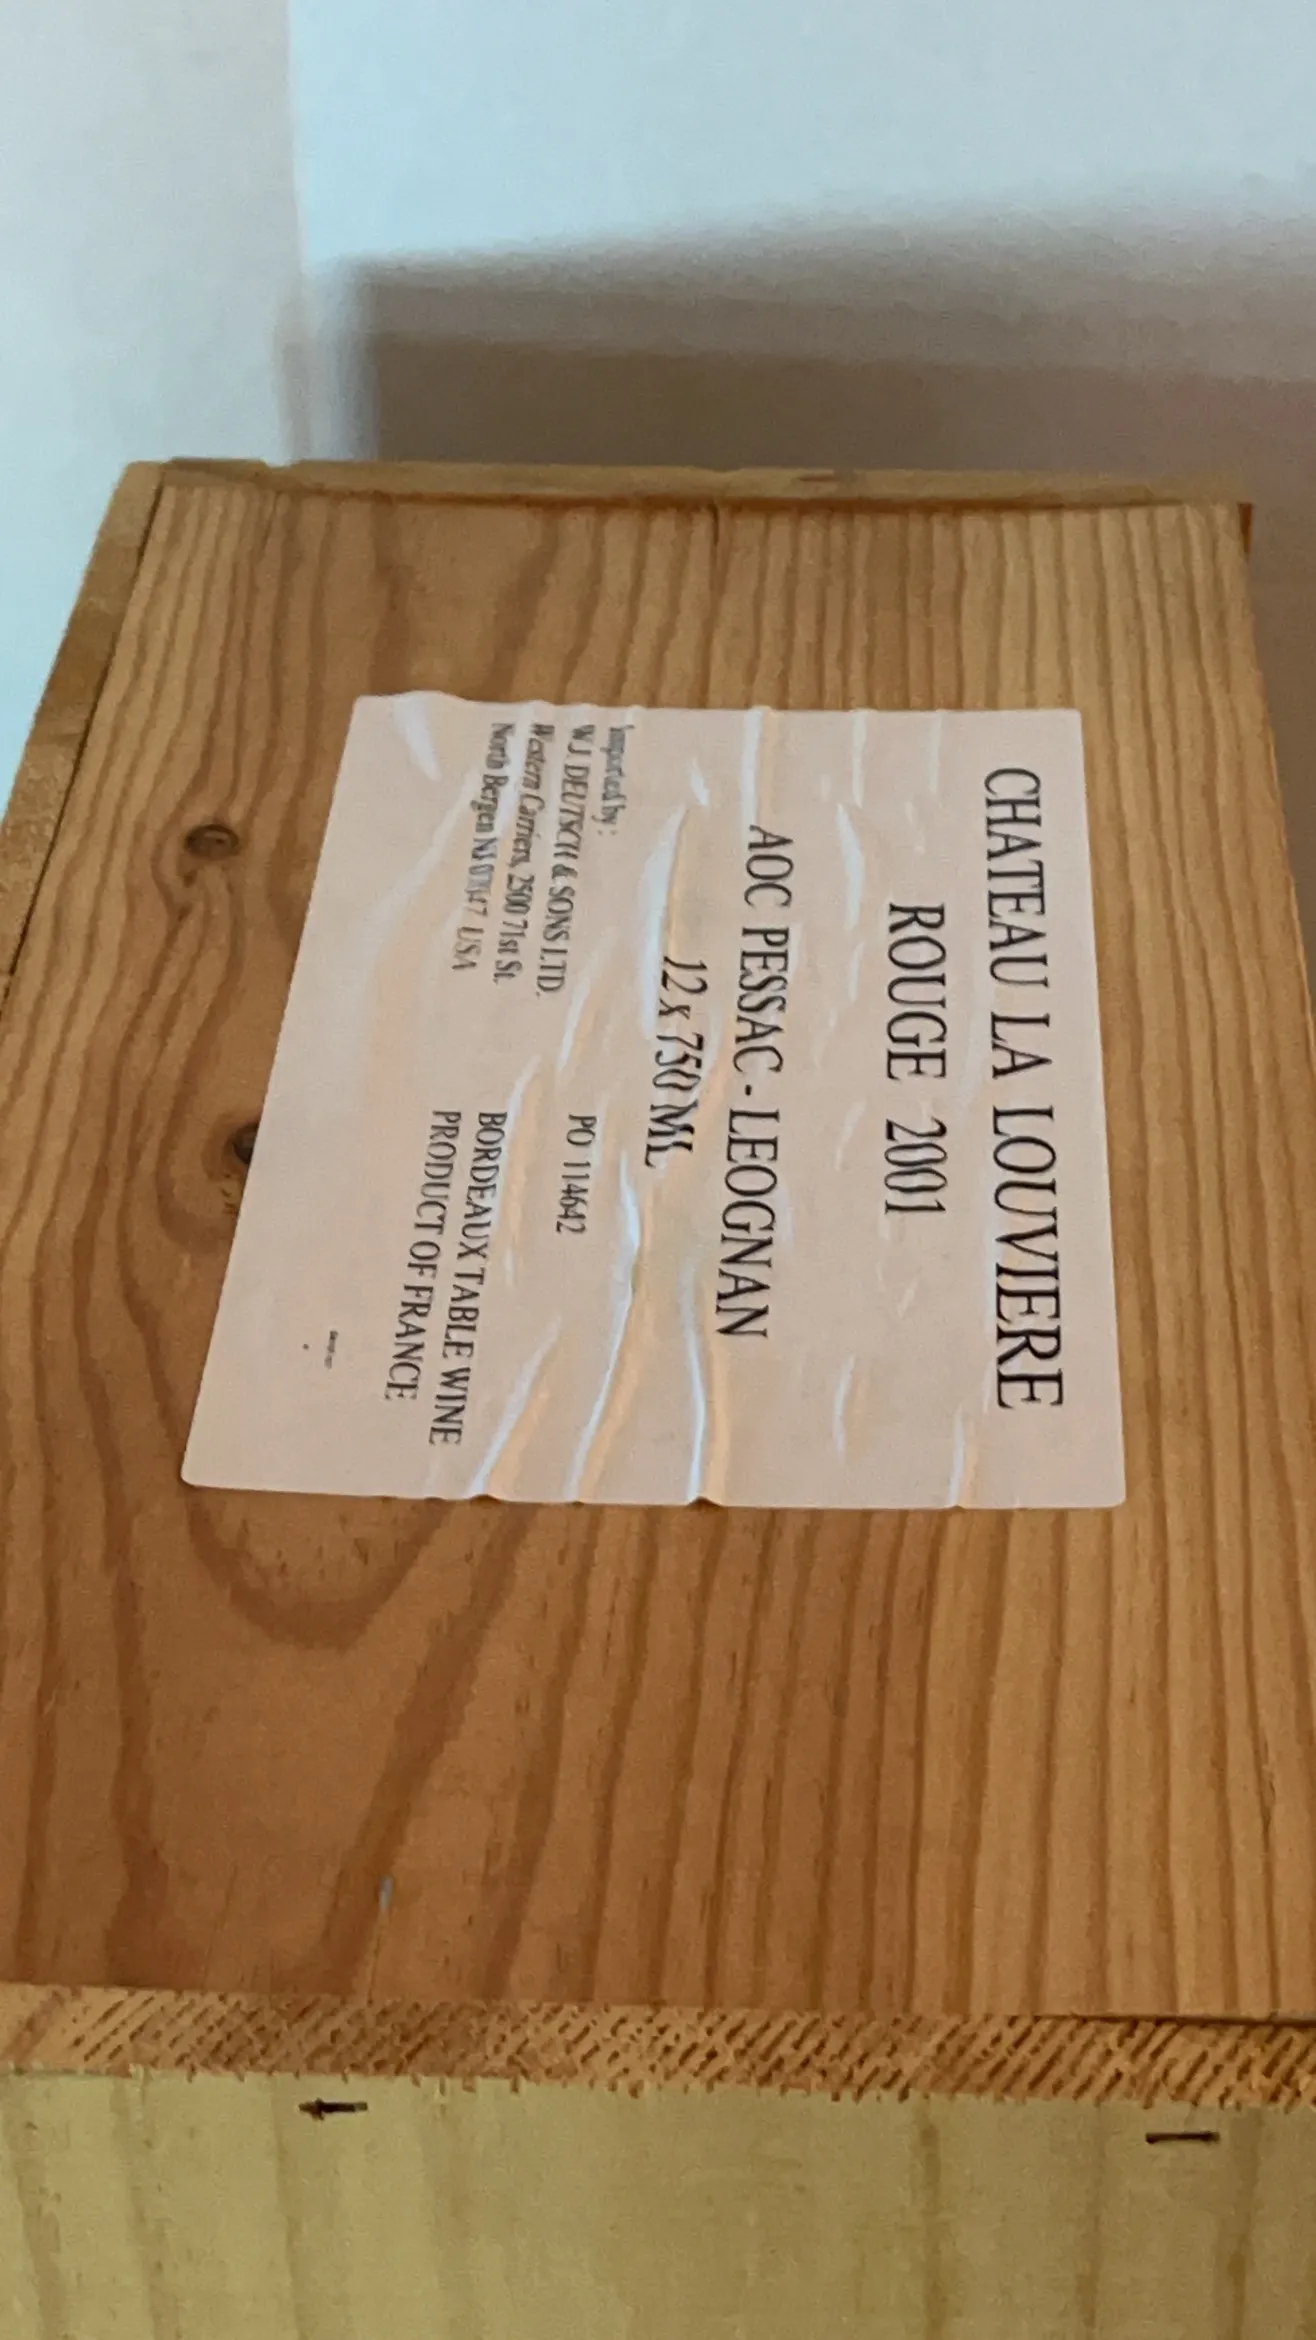 CHATEAU LA LOUVIERE
ROUGE 2001
AOC PESSAC-LEOGNAN
12 x 750 ML
Imported by :
W.J. DEUTSCH & SONS LTD.
Western Carriers, 2500 71st St.
North Bergen NJ 07047 USA
PO 114642
BORDEAUX TABLE WINE
PRODUCT OF FRANCE